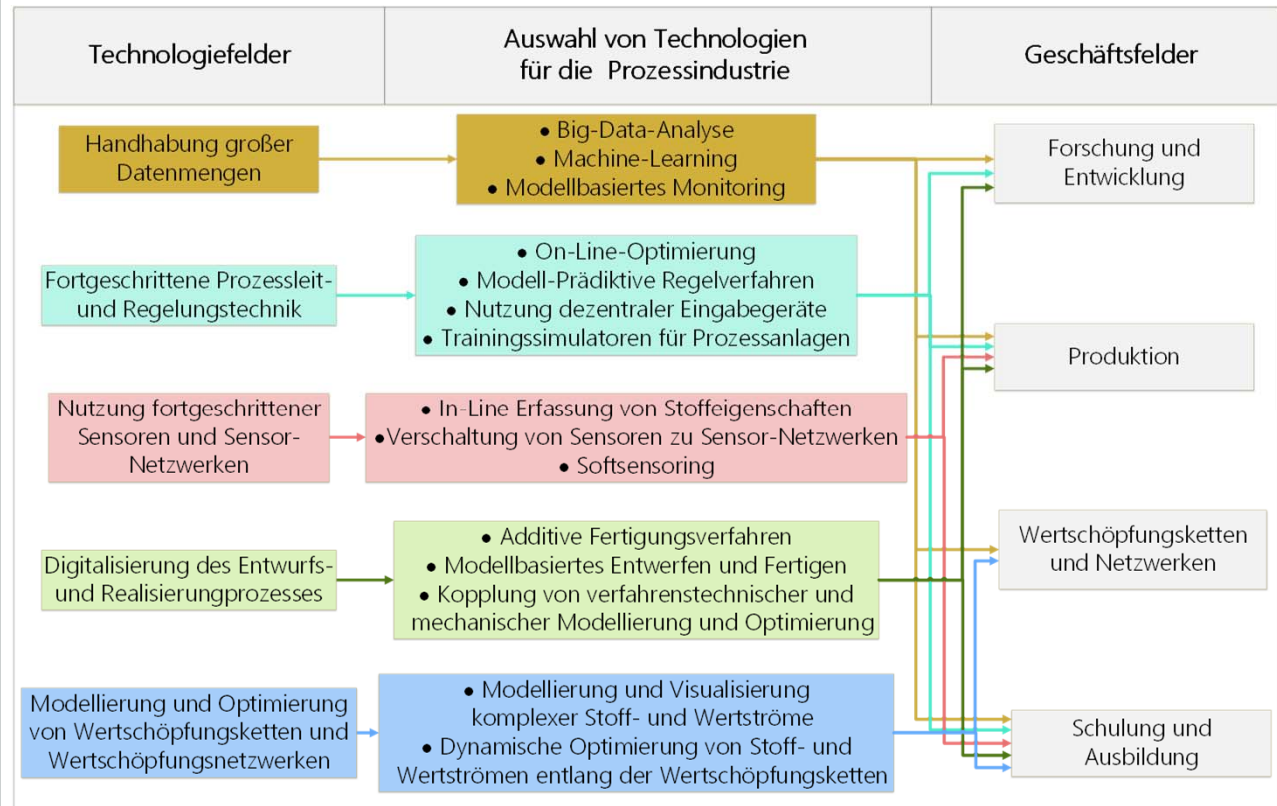 Technologiefelder
Auswahl von Technologien
für die Prozessindustrie
Geschäftsfelder
Handhabung großer
Datenmengen
• Big-Data-Analyse
• Machine-Learning
• Modellbasiertes Monitoring
Forschung und
Entwicklung
Fortgeschrittene Prozessleit-
und Regelungstechnik
• On-Line-Optimierung
• Modell-Prädiktive Regelverfahren
• Nutzung dezentraler Eingabegeräte
• Trainingssimulatoren für Prozessanlagen
Produktion
Nutzung fortgeschrittener
Sensoren und Sensor-
Netzwerken
• In-Line Erfassung von Stoffeigenschaften
•Verschaltung von Sensoren zu Sensor-Netzwerken
• Softsensoring
Wertschöpfungsketten
und Netzwerken
Digitalisierung des Entwurfs-
und Realisierungprozesses
• Additive Fertigungsverfahren
• Modellbasiertes Entwerfen und Fertigen
• Kopplung von verfahrenstechnischer und
mechanischer Modellierung und Optimierung
Modellierung und Optimierung
von Wertschöpfungsketten und
Wertschöpfungsnetzwerken
• Modellierung und Visualisierung
komplexer Stoff- und Wertströme
• Dynamische Optimierung von Stoff- und
Wertströmen entlang der Wertschöpfungsketten
Schulung und
Ausbildung